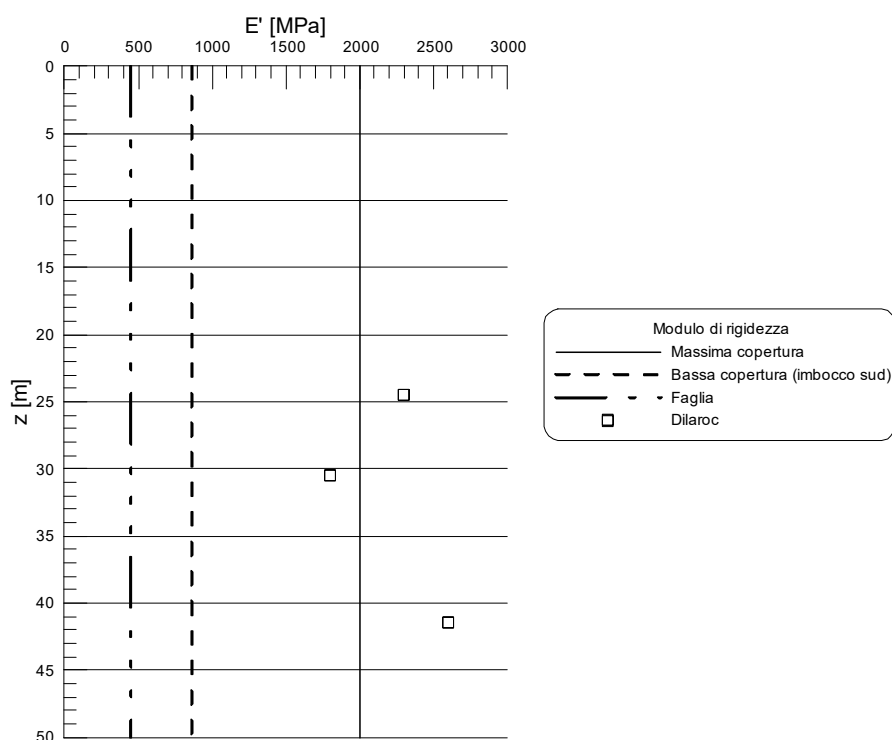 E' [MPa]
0 500 1000 1500 2000 2500 3000
0
5
10
15
20
25
30
35
40
45
50
z [m]
Modulo di rigidezza
Massima copertura
Bassa copertura (imbocco sud)
Faglia
Dilaroc